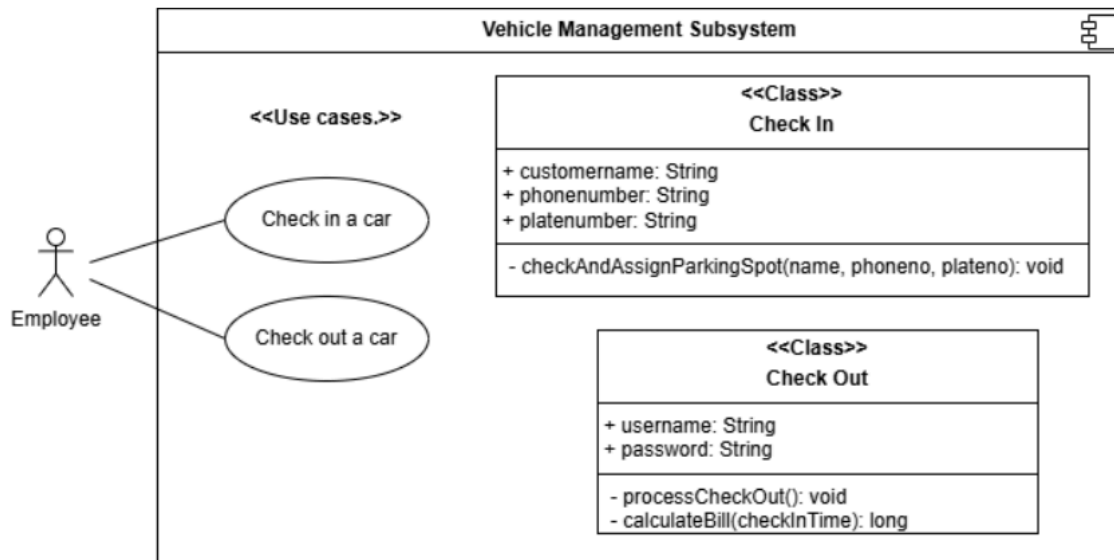 Vehicle Management Subsystem
<<Use cases.>>
Check in a car
Check out a car
Employee
<<Class>>
Check In
+ customername: String
+ phonenumber: String
+ platenumber: String
- checkAndAssignParkingSpot(name, phoneno, plateno): void
<<Class>>
Check Out
+ username: String
+ password: String
- processCheckOut(): void
- calculateBill(checkInTime): long